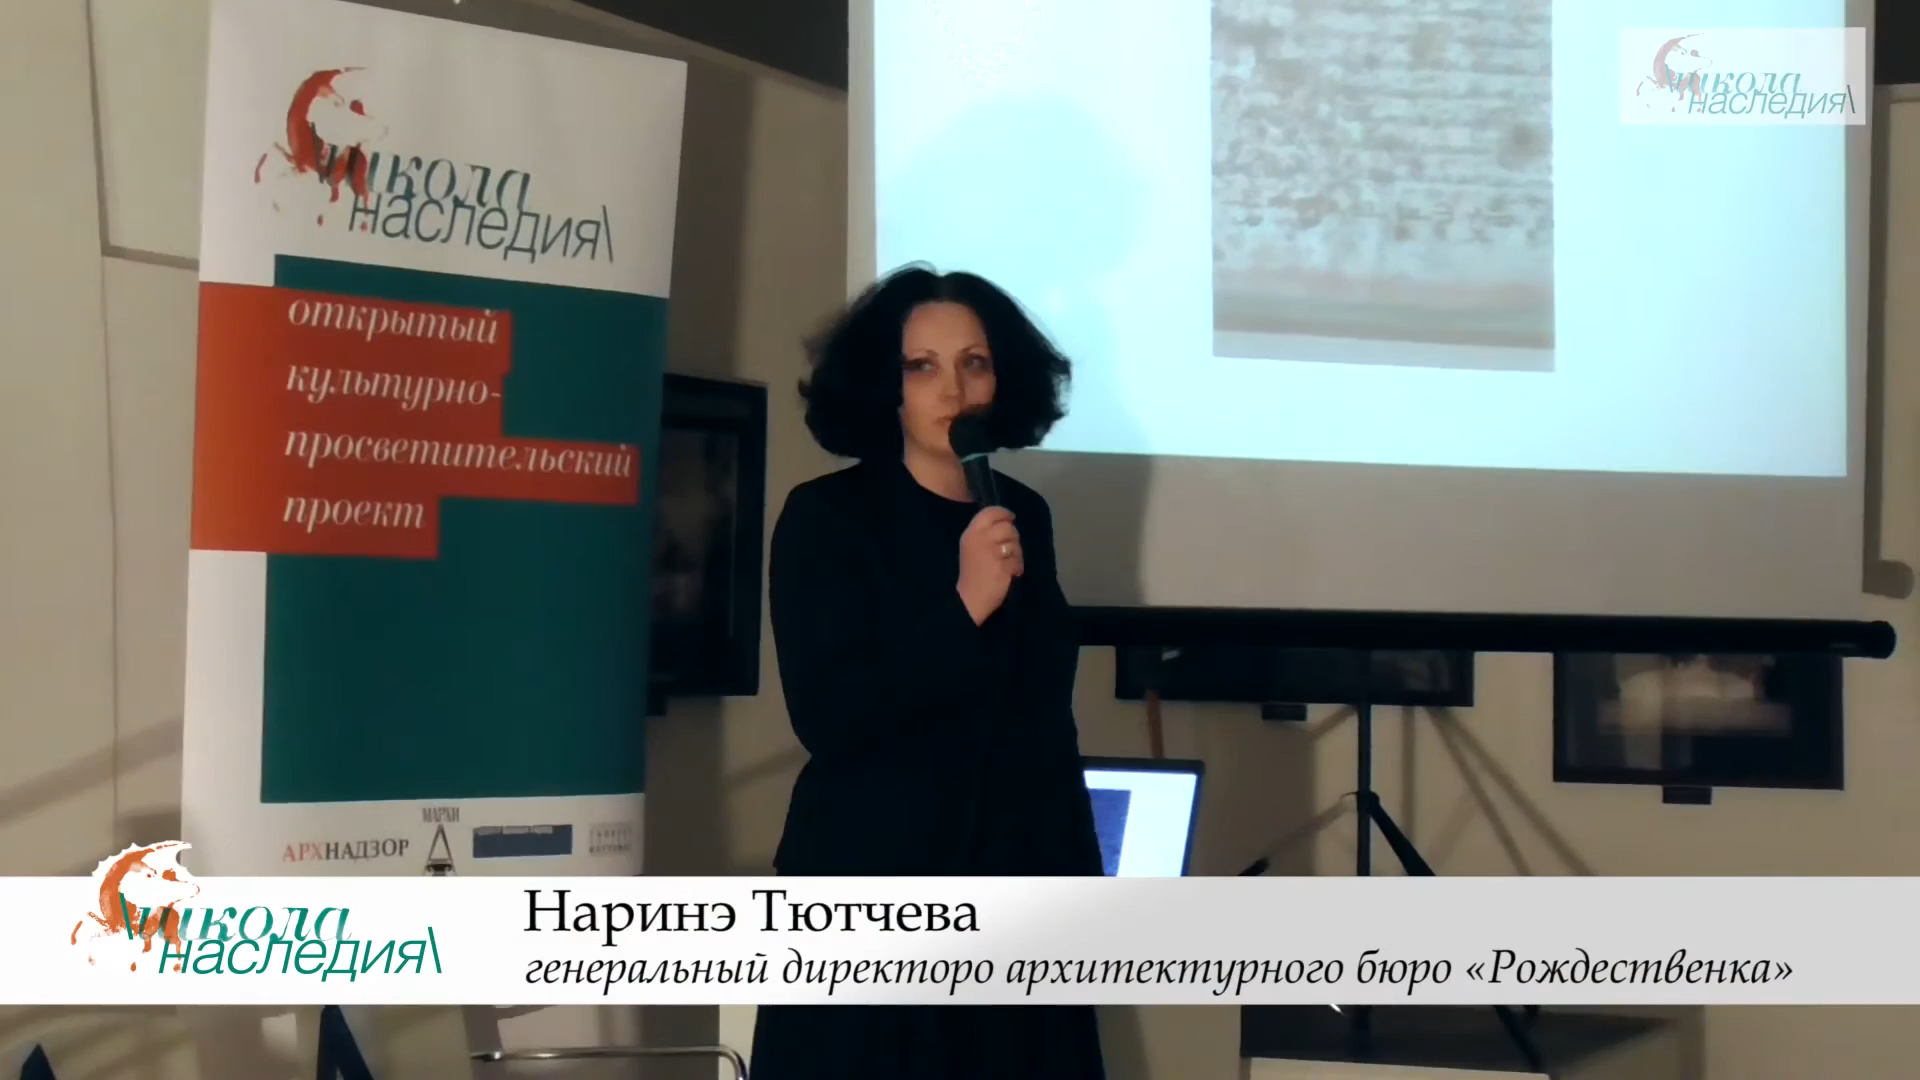 школа
наследия\
открытый
культурно-
просветительский
проект
АРХНАДЗОР
МАРХИ
школа
наследия\
\школа
наследия\
Наринэ Тютчева
генеральный директоро архитектурного бюро «Рождественка»